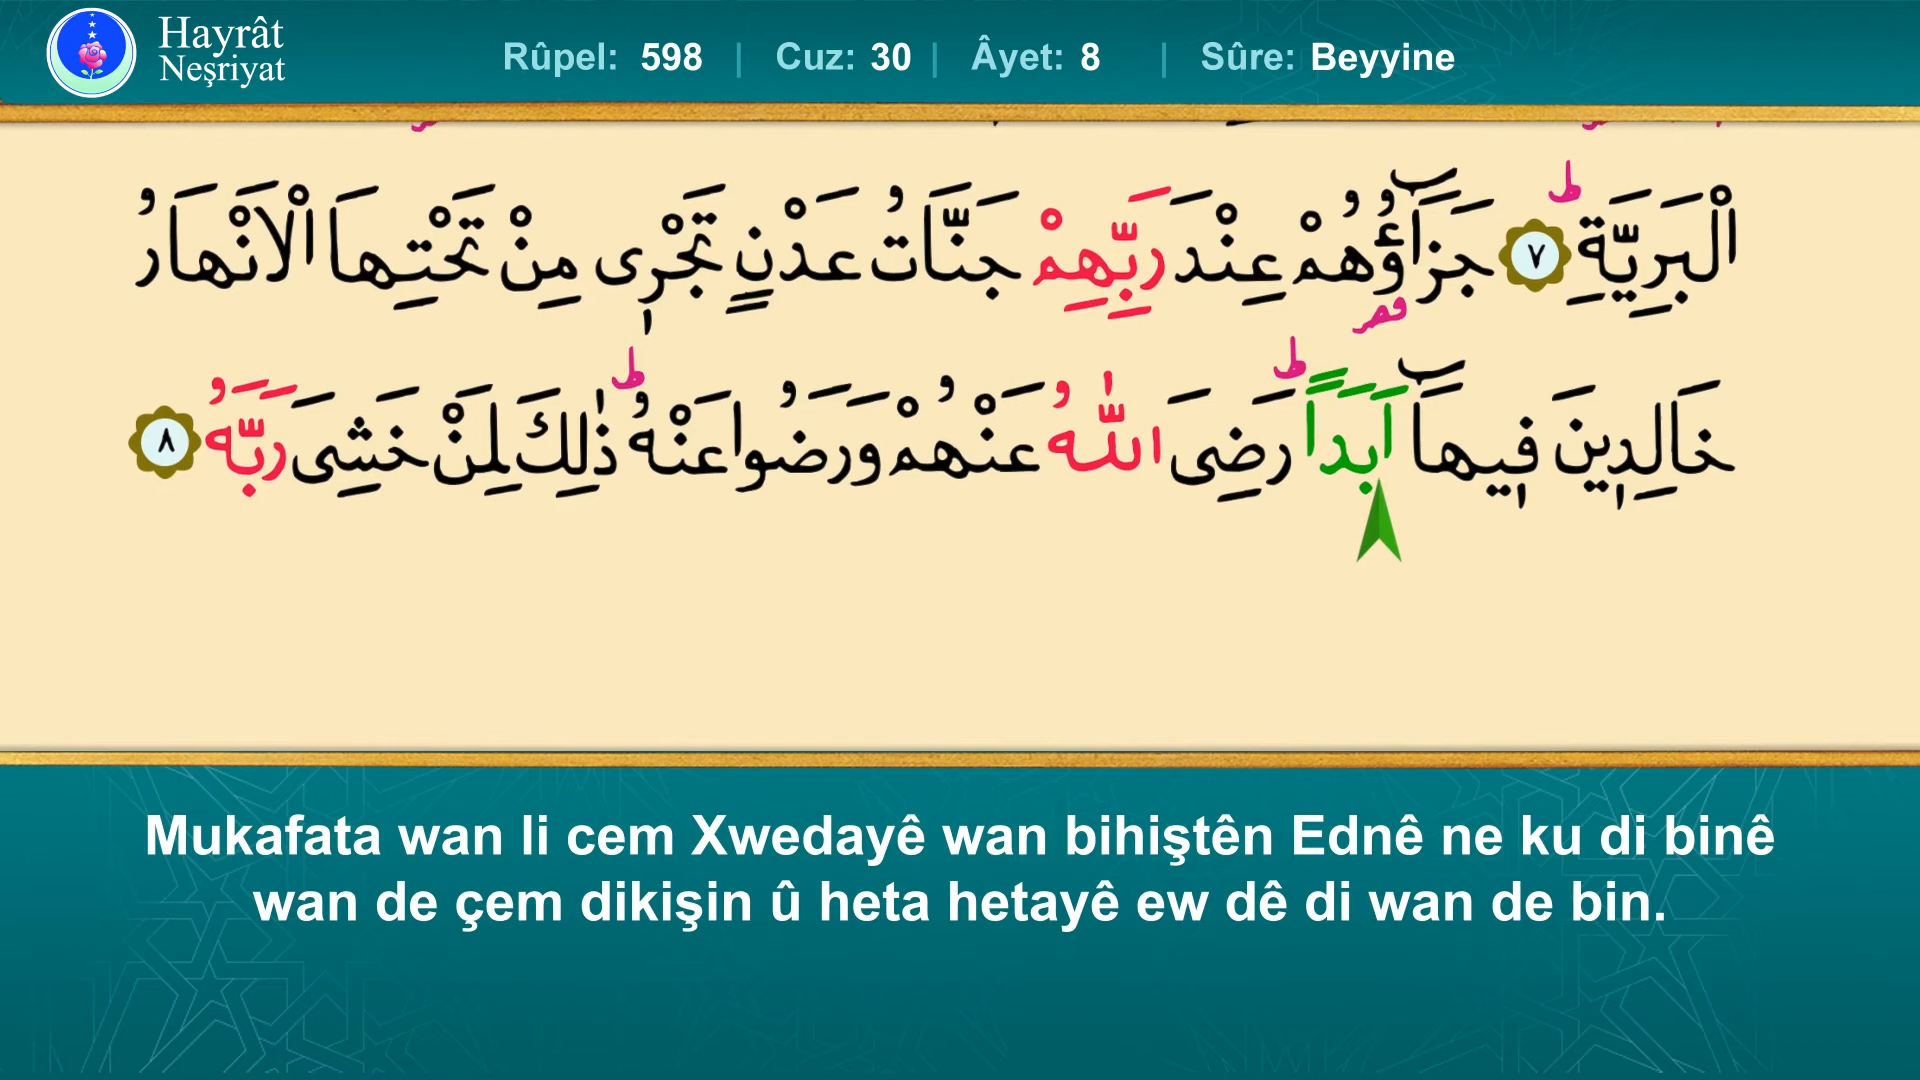 Hayrât
Neşriyat
Rûpel: 598 | Cuz: 30 | Âyet: 8 | Sûre: Beyyine
الْبَرِيَّةِ ۷ جَزَٓاؤُ۬هُمْ عِنْدَ رَبِّهِمْ جَنَّاتُ عَدْنٍ تَجْر۪ى مِنْ تَحْتِهَا الْاَنْهَارُ
خَالِد۪ينَ ف۪يهَٓا اَبَداًۜ رَضِىَ اللّٰهُ عَنْهُمْ وَرَضُوا عَنْهُۜ ذٰلِكَ لِمَنْ خَشِىَ رَبَّهُ ۸
Mukafata wan li cem Xwedayê wan bihiştên Ednê ne ku di binê
wan de çem dikişin û heta hetayê ew dê di wan de bin.